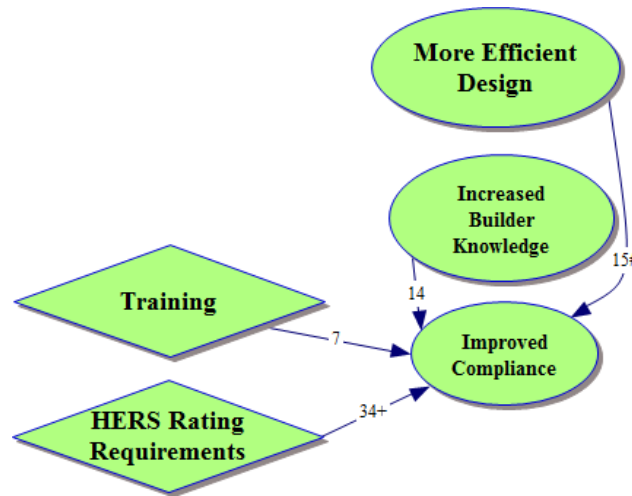 More Efficient
Design
Increased
Builder
Knowledge
15#
14
Training
7
Improved
Compliance
HERS Rating
Requirements
34+